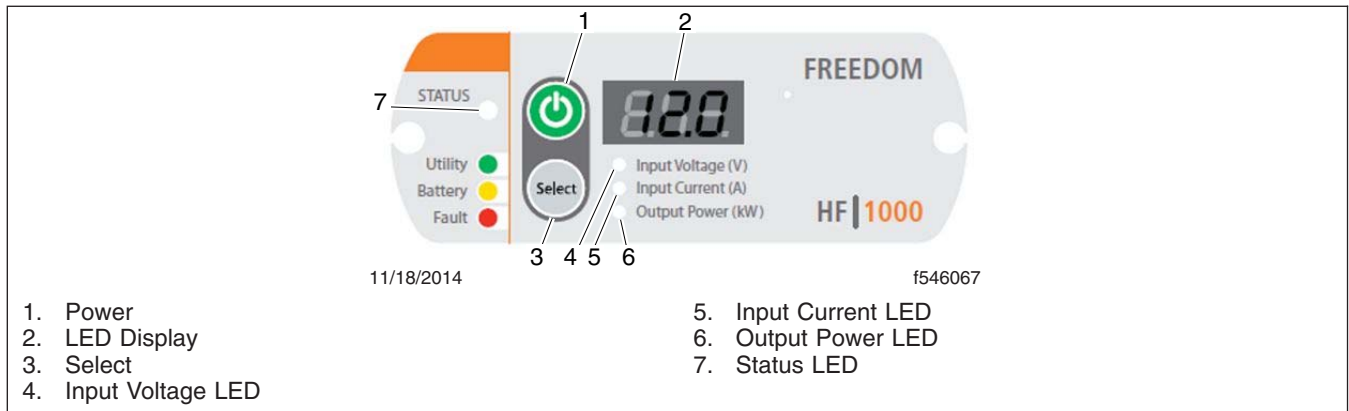 1 2
FREEDOM
STATUS
7
12.0
Utility
Battery
Fault
Select
Input Voltage (V)
Input Current (A)
Output Power (kW)
HF|1000
3 4 5 6
11/18/2014 f546067
1. Power
2. LED Display
3. Select
4. Input Voltage LED
5. Input Current LED
6. Output Power LED
7. Status LED